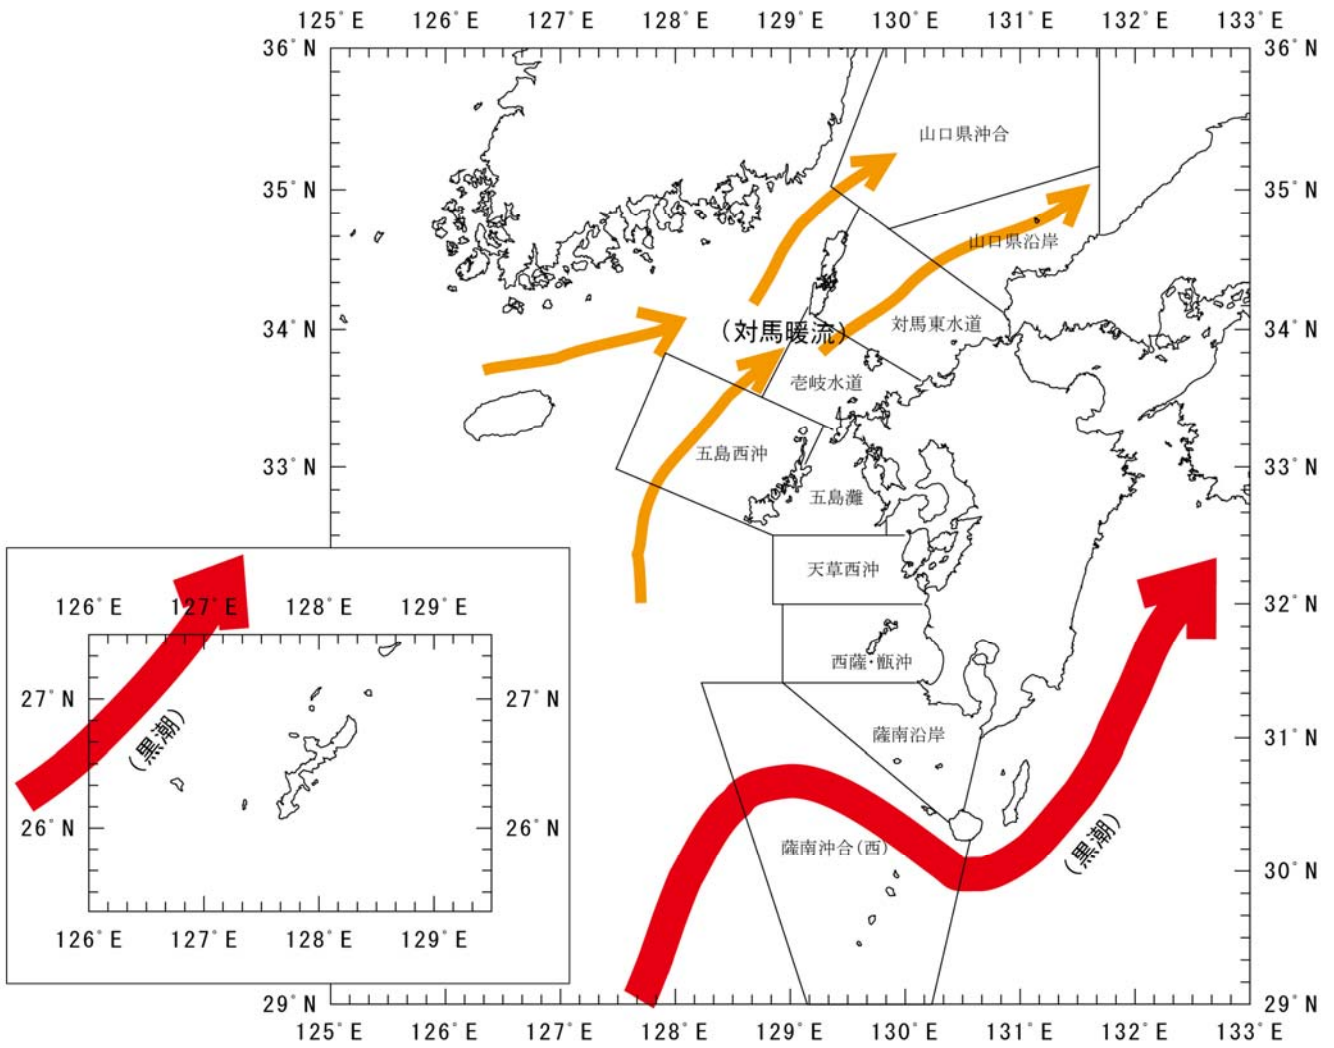 125°E 126°E 127°E 128°E 129°E 130°E 131°E 132°E 133°E
36°N 36°N
山口県沖合
35°N 35°N
山口県沿岸
34°N (対馬暖流) 対馬東水道 34°N
壱岐水道
五島西沖
33°N 33°N
五島灘
天草西沖
32°N
西薩・甑沖
薩南沿岸
31°N
薩南沖合(西)
(黒潮)
30°N
29°N 29°N
125°E 126°E 127°E 128°E 129°E 130°E 131°E 132°E 133°E
126°E 127°E 128°E 129°E
27°N 27°N
(黒潮)
26°N 26°N
126°E 127°E 128°E 129°E